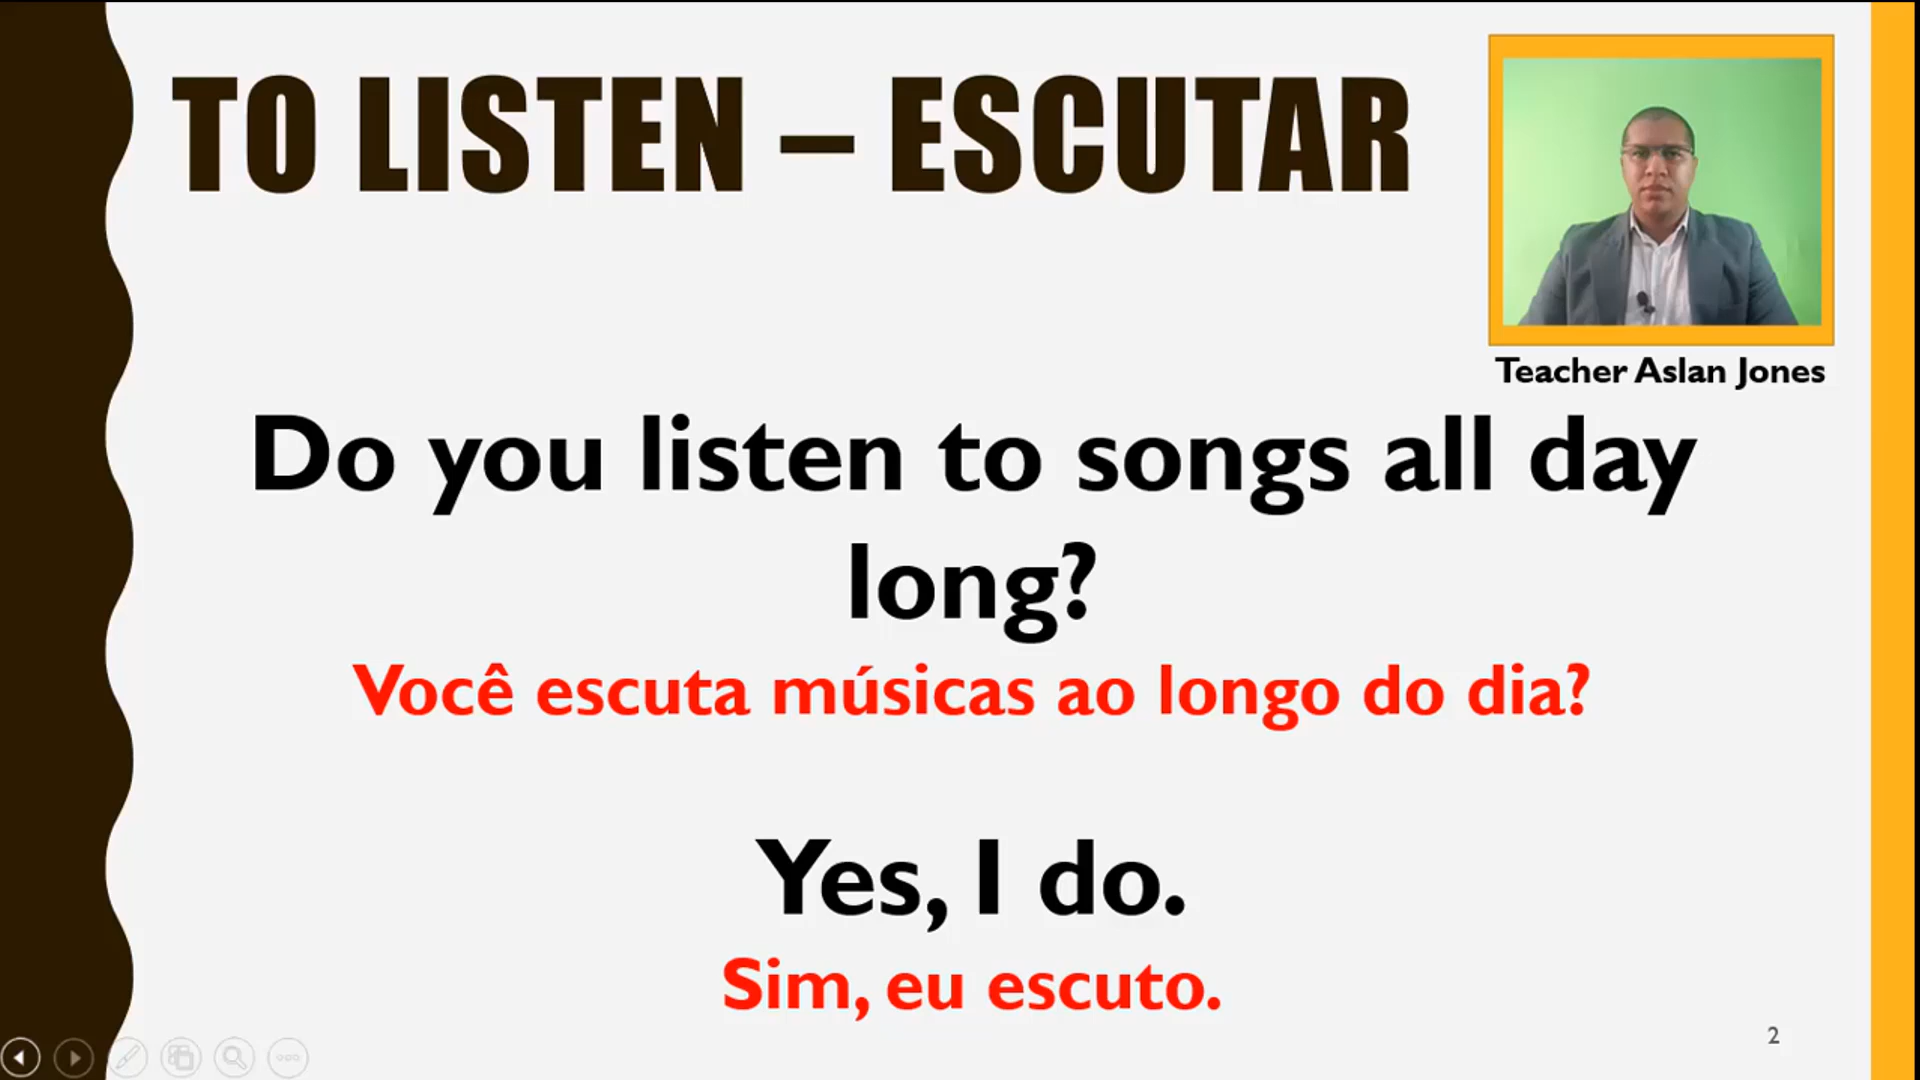 TO LISTEN – ESCUTAR
Teacher Aslan Jones
Do you listen to songs all day
long?
Você escuta músicas ao longo do dia?
Yes, I do.
Sim, eu escuto.
2